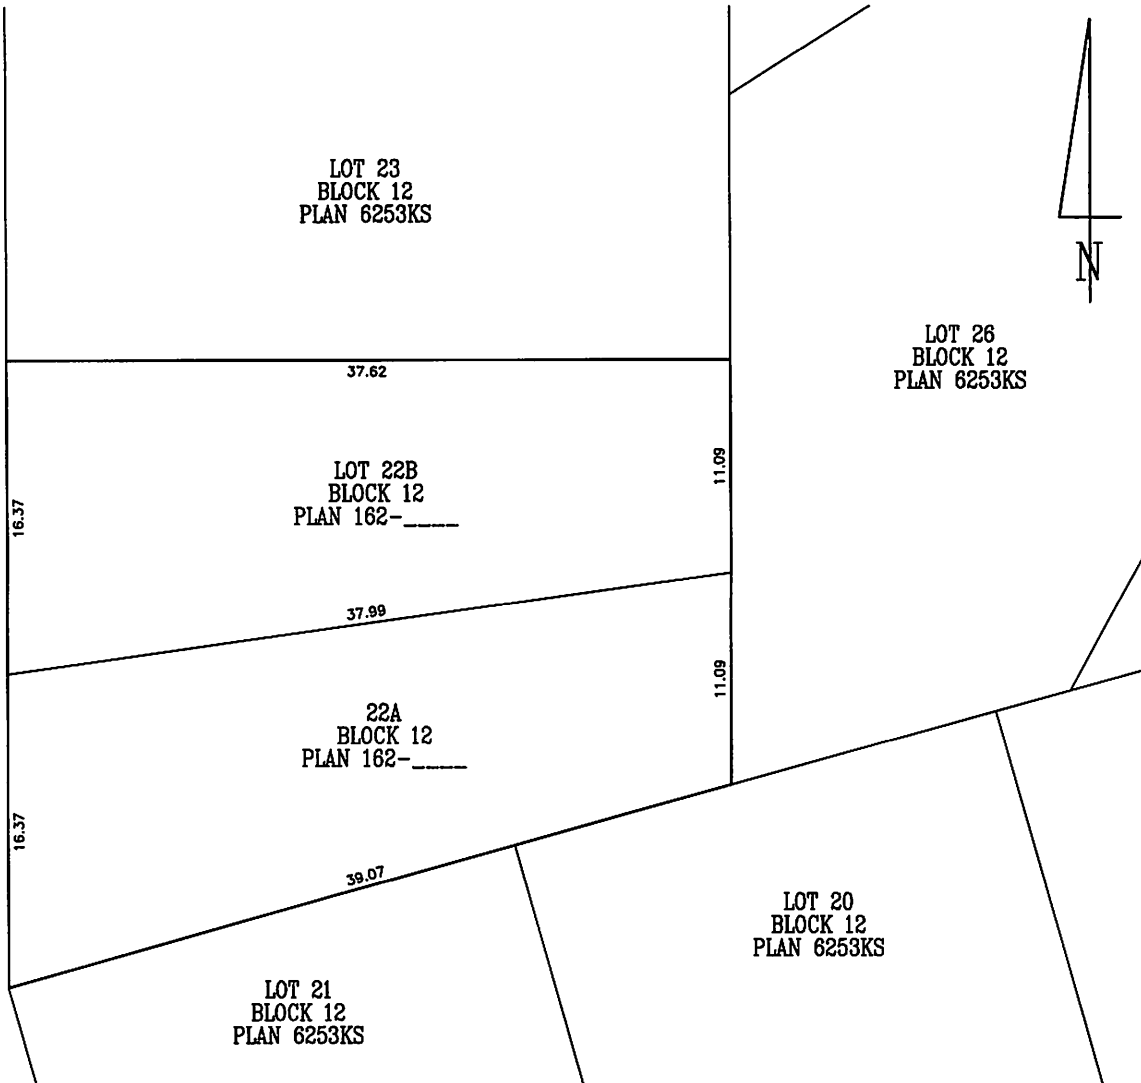 LOT 23
BLOCK 12
PLAN 6253KS
N
LOT 26
BLOCK 12
PLAN 6253KS
37.62
LOT 22B
BLOCK 12
PLAN 162-____
11.09
16.37
37.99
11.09
22A
BLOCK 12
PLAN 162-____
16.37
39.07
LOT 20
BLOCK 12
PLAN 6253KS
LOT 21
BLOCK 12
PLAN 6253KS